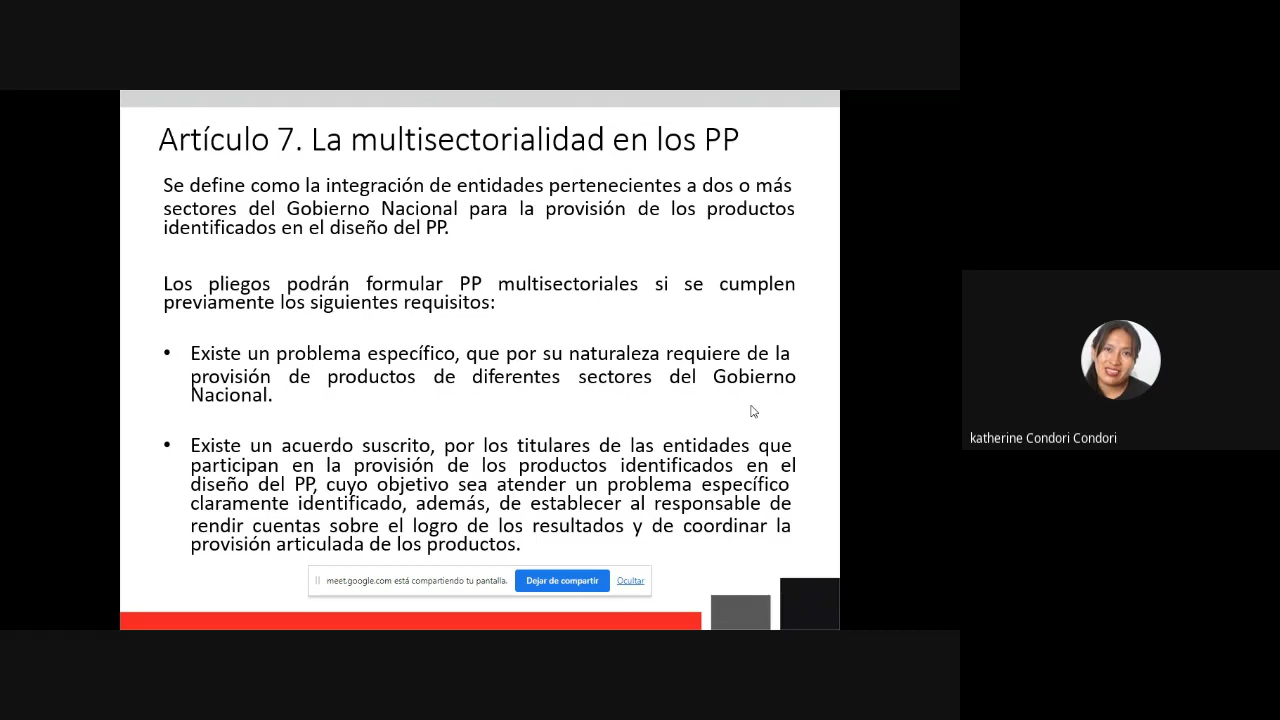 Artículo 7. La multisectorialidad en los PP
Se define como la integración de entidades pertenecientes a dos o más
sectores del Gobierno Nacional para la provisión de los productos
identificados en el diseño del PP.
Los pliegos podrán formular PP multisectoriales si se cumplen
previamente los siguientes requisitos:
• Existe un problema específico, que por su naturaleza requiere de la
provisión de productos de diferentes sectores del Gobierno
Nacional.
• Existe un acuerdo suscrito, por los titulares de las entidades que
participan en la provisión de los productos identificados en el
diseño del PP, cuyo objetivo sea atender un problema específico
claramente identificado, además, de establecer al responsable de
rendir cuentas sobre el logro de los resultados y de coordinar la
provisión articulada de los productos.
meet.google.com está compartiendo tu pantalla. Dejar de compartir Ocultar
katherine Condori Condori